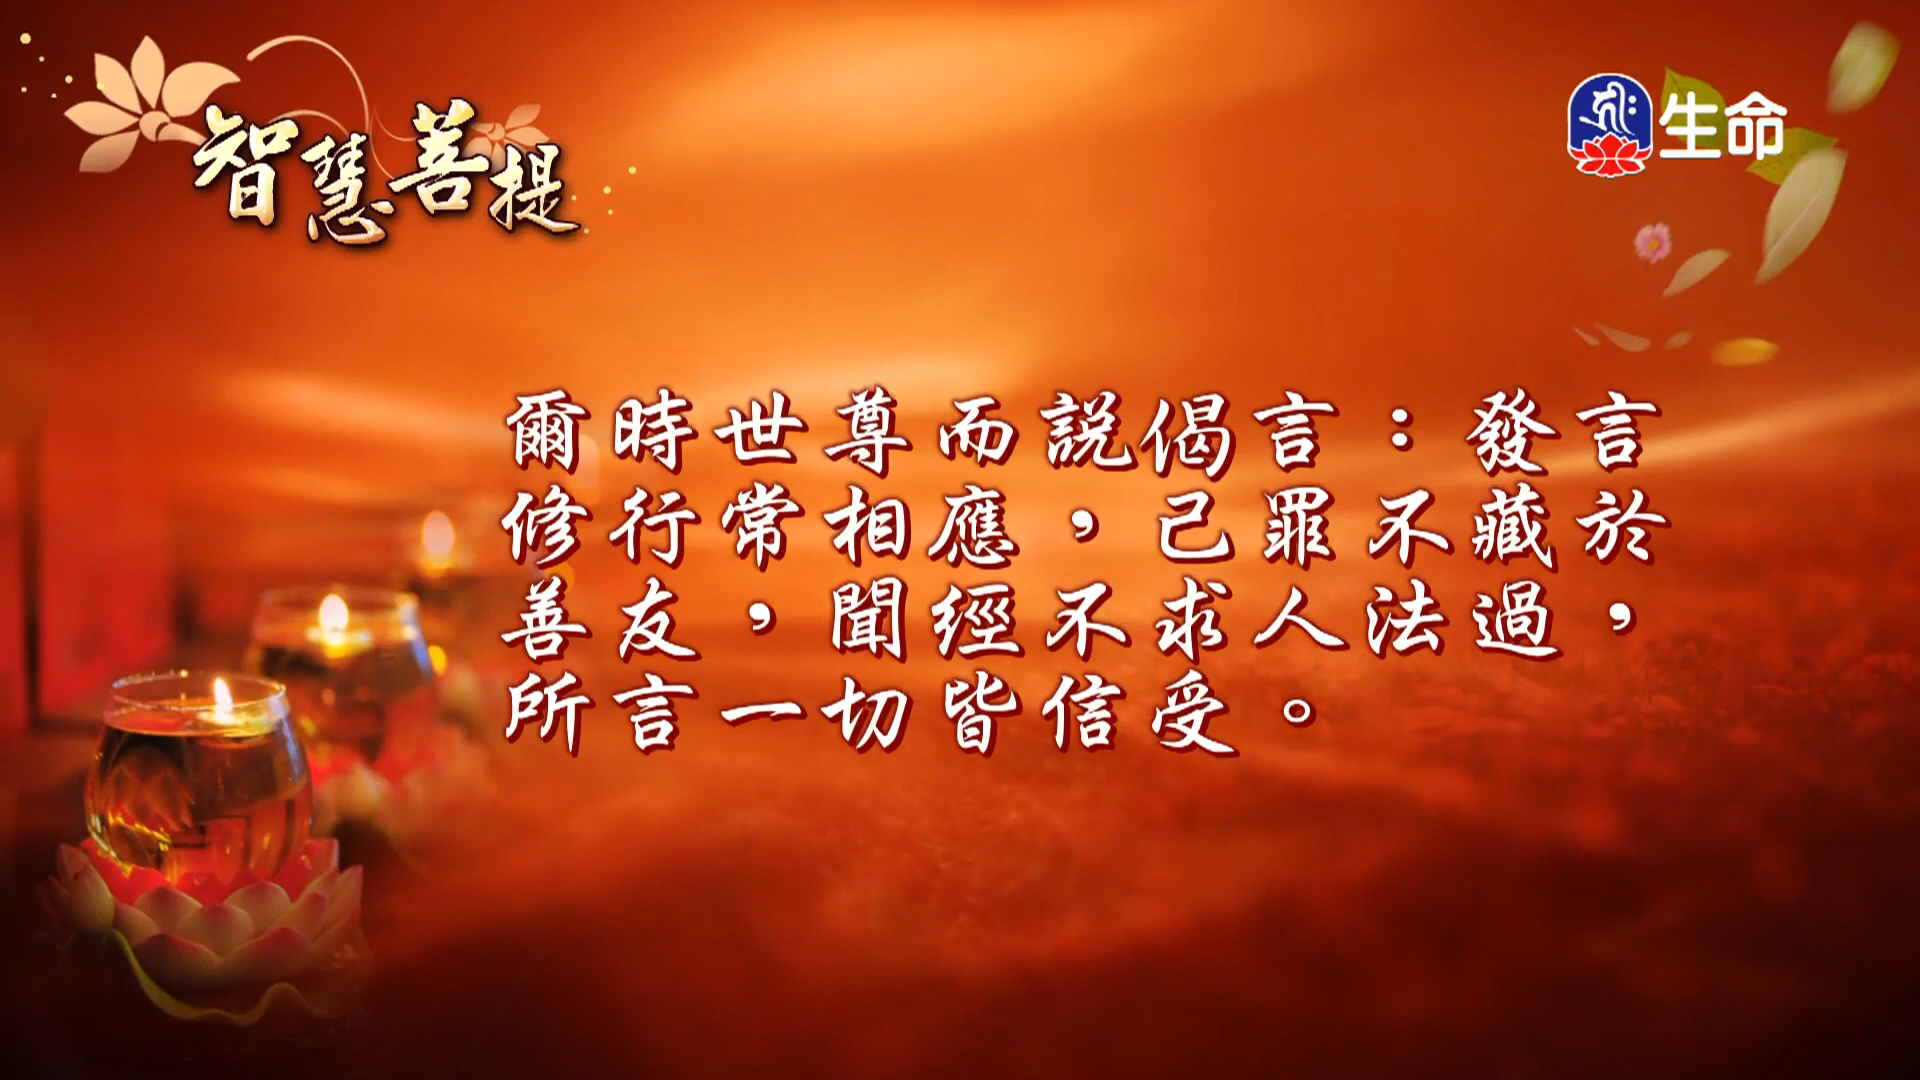 智慧菩提
生命
爾時世尊而說偈言：發言
修行常相應，己罪不藏於
善友，聞經不求人法過，
所言一切皆信受。